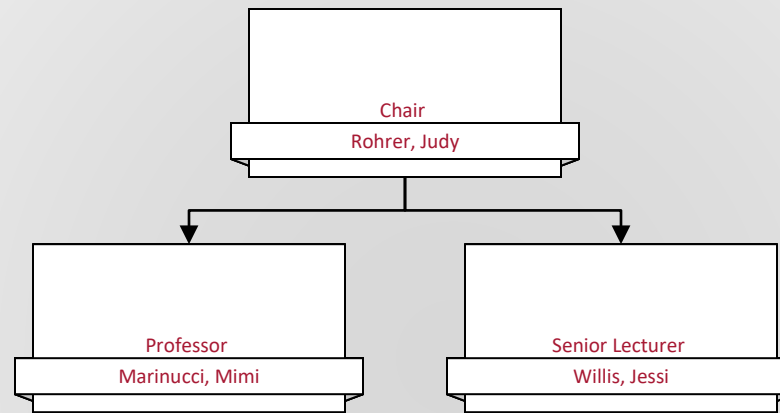 Chair
Rohrer, Judy
Professor
Marinucci, Mimi
Senior Lecturer
Willis, Jessi